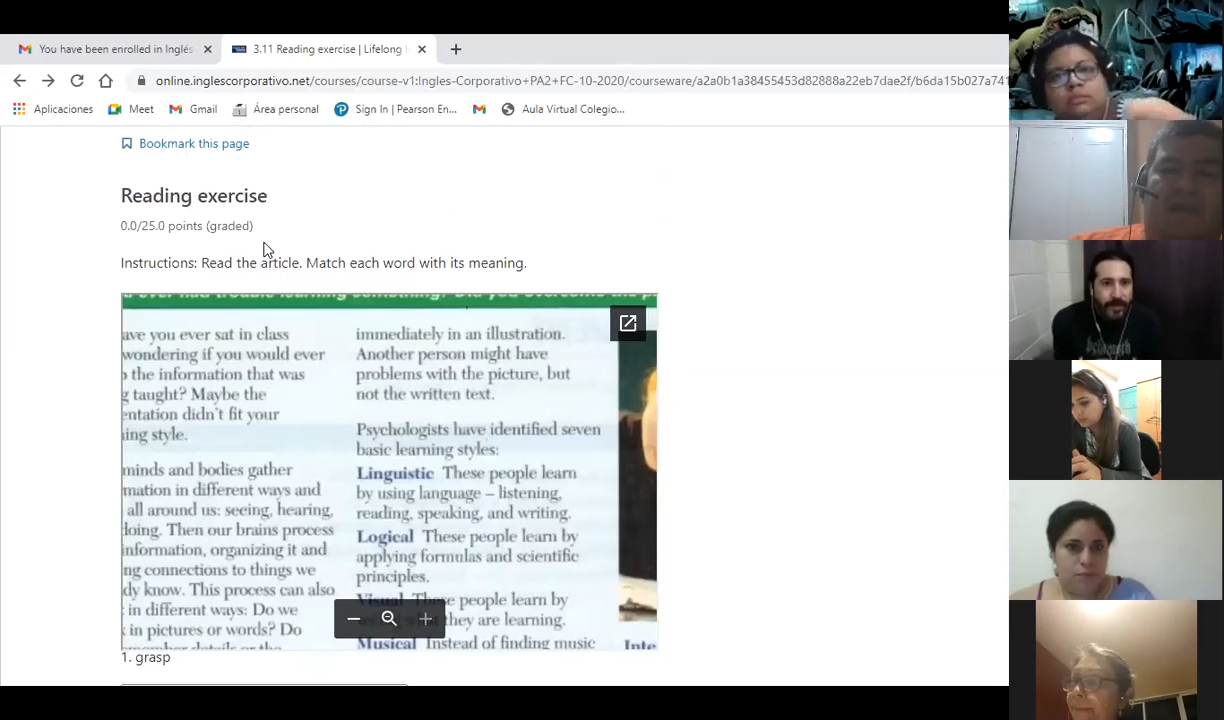 You have been enrolled in Inglés
3.11 Reading exercise | Lifelong l
online.inglescorporativo.net/courses/course-v1:Ingles-Corporativo+PA2+FC-10-2020/courseware/a2a0b1a38455453d82888a22eb7dae2f/b6da15b027a741
Aplicaciones
Meet
Gmail
Área personal
Sign In | Pearson En...
Aula Virtual Colegio...
Bookmark this page
Reading exercise
0.0/25.0 points (graded)
Instructions: Read the article. Match each word with its meaning.
ave you ever sat in class
wondering if you would ever
the information that was
g taught? Maybe the
entation didn't fit your
ing style.
minds and bodies gather
mation in different ways and
all around us: seeing, hearing,
doing. Then our brains process
information, organizing it and
ng connections to things we
dy know. This process can also
in different ways: Do we
in pictures or words? Do
immediately in an illustration.
Another person might have
problems with the picture, but
not the written text.
Psychologists have identified seven
basic learning styles:
Linguistic These people learn
by using language – listening,
reading, speaking, and writing.
Logical These people learn by
applying formulas and scientific
principles.
Visual These people learn by
they are learning.
Musical Instead of finding music
Inte
1. grasp